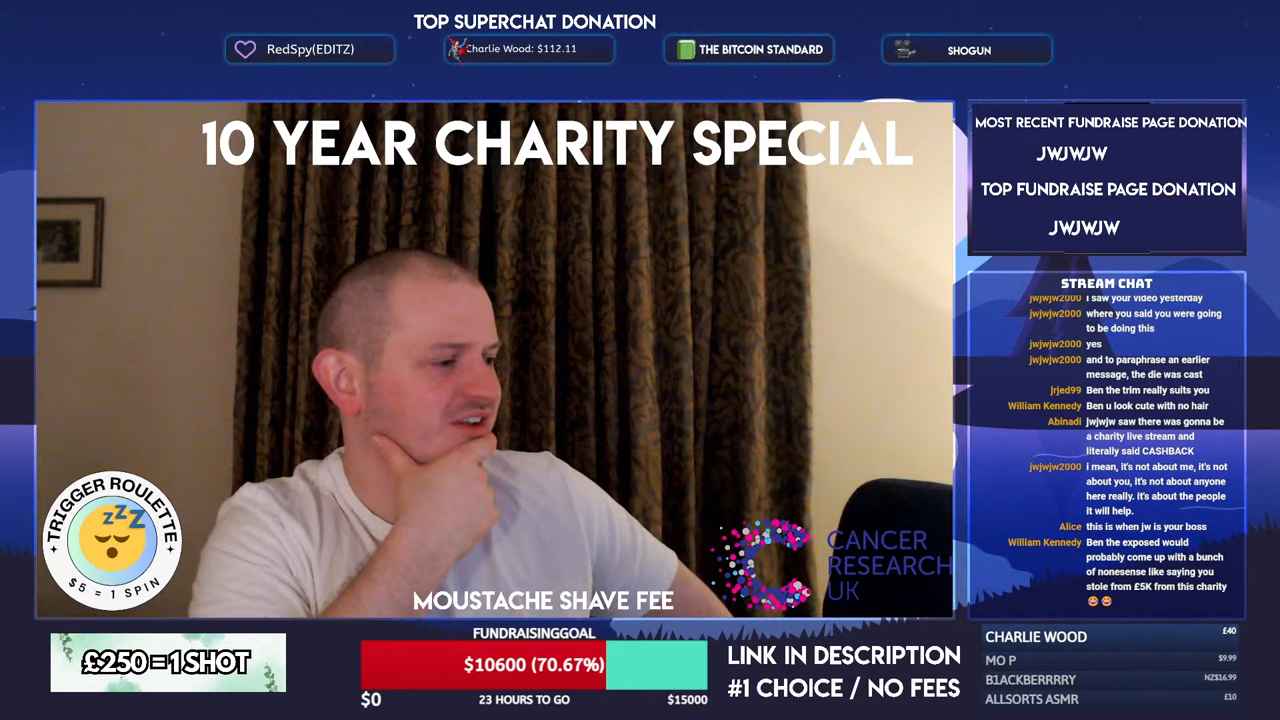 TOP SUPERCHAT DONATION
RedSpy(EDITZ)
Charlie Wood: $112.11
THE BITCOIN STANDARD
SHOGUN
10 YEAR CHARITY SPECIAL
MOST RECENT FUNDRAISE PAGE DONATION
JWJWJW
TOP FUNDRAISE PAGE DONATION
JWJWJW
STREAM CHAT
jwjwjw2000 I saw your video yesterday
jwjwjw2000 where you said you were going
to be doing this
jwjwjw2000 yes
jwjwjw2000 and to paraphrase an earlier
message, the die was cast
jrjed99 Ben the trim really suits you
William Kennedy Ben u look cute with no hair
Abinadi jwjwjw saw there was gonna be
a charity live stream and
literally said CASHBACK
jwjwjw2000 i mean, it's not about me, it's not
about you, it's not about anyone
here really. it's about the people
it will help.
Alice this is when jw is your boss
William Kennedy Ben the exposed would
probably come up with a bunch
of nonesense like saying you
stole from £5K from this charity
TRIGGER ROULETTE
zzZ
$5 = 1 SPIN
CANCER
RESEARCH
UK
MOUSTACHE SHAVE FEE
£250 = 1 SHOT
FUNDRAISINGGOAL
$10600 (70.67%)
$0
23 HOURS TO GO
$15000
LINK IN DESCRIPTION
#1 CHOICE / NO FEES
CHARLIE WOOD £40
MO P $9.99
B1ACKBERRRRY NZ$16.99
ALLSORTS ASMR £10